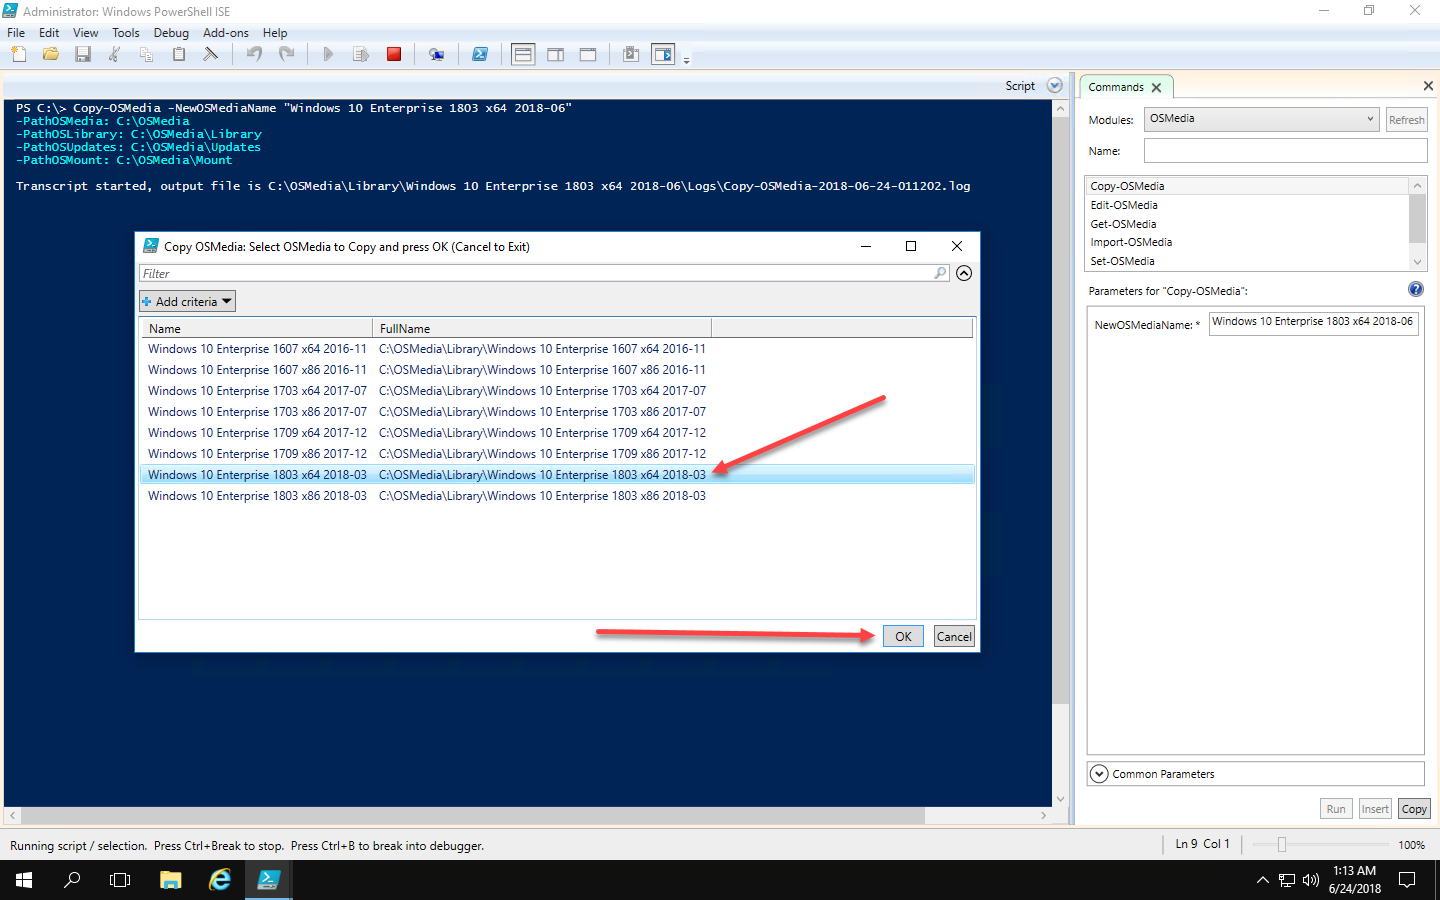 Administrator: Windows PowerShell ISE
File Edit View Tools Debug Add-ons Help
Script
PS C:\> Copy-OSMedia -NewOSMediaName "Windows 10 Enterprise 1803 x64 2018-06"
-PathOSMedia: C:\OSMedia
-PathOSLibrary: C:\OSMedia\Library
-PathOSUpdates: C:\OSMedia\Updates
-PathOSMount: C:\OSMedia\Mount
Transcript started, output file is C:\OSMedia\Library\Windows 10 Enterprise 1803 x64 2018-06\Logs\Copy-OSMedia-2018-06-24-011202.log
Copy OSMedia: Select OSMedia to Copy and press OK (Cancel to Exit)
Filter
Add criteria
Name FullName
Windows 10 Enterprise 1607 x64 2016-11 C:\OSMedia\Library\Windows 10 Enterprise 1607 x64 2016-11
Windows 10 Enterprise 1607 x86 2016-11 C:\OSMedia\Library\Windows 10 Enterprise 1607 x86 2016-11
Windows 10 Enterprise 1703 x64 2017-07 C:\OSMedia\Library\Windows 10 Enterprise 1703 x64 2017-07
Windows 10 Enterprise 1703 x86 2017-07 C:\OSMedia\Library\Windows 10 Enterprise 1703 x86 2017-07
Windows 10 Enterprise 1709 x64 2017-12 C:\OSMedia\Library\Windows 10 Enterprise 1709 x64 2017-12
Windows 10 Enterprise 1709 x86 2017-12 C:\OSMedia\Library\Windows 10 Enterprise 1709 x86 2017-12
Windows 10 Enterprise 1803 x64 2018-03 C:\OSMedia\Library\Windows 10 Enterprise 1803 x64 2018-03
Windows 10 Enterprise 1803 x86 2018-03 C:\OSMedia\Library\Windows 10 Enterprise 1803 x86 2018-03
OK Cancel
Commands
Modules: OSMedia Refresh
Name:
Copy-OSMedia
Edit-OSMedia
Get-OSMedia
Import-OSMedia
Set-OSMedia
Parameters for "Copy-OSMedia":
NewOSMediaName: * Windows 10 Enterprise 1803 x64 2018-06
Common Parameters
Run Insert Copy
Running script / selection. Press Ctrl+Break to stop. Press Ctrl+B to break into debugger.
Ln 9 Col 1
100%
1:13 AM
6/24/2018